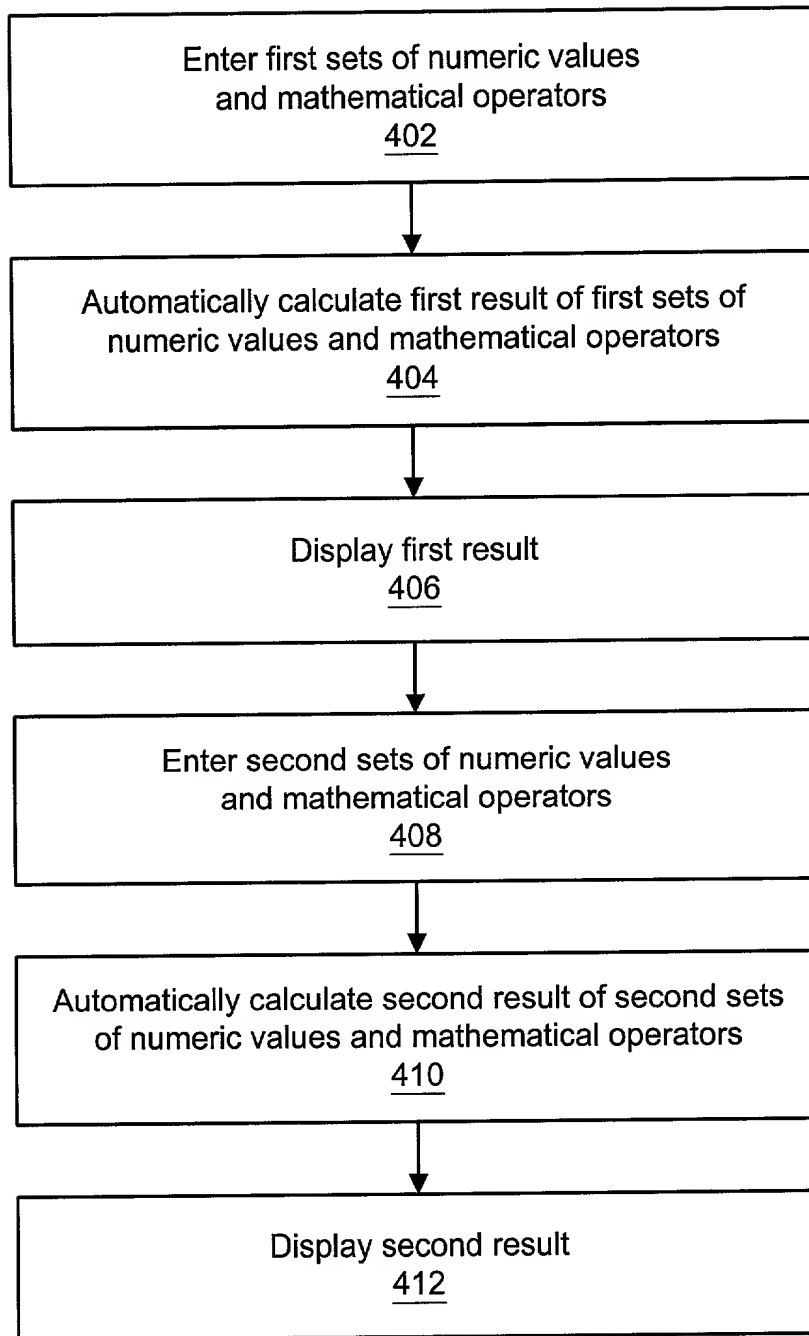 Enter first sets of numeric values
and mathematical operators
402
Automatically calculate first result of first sets of
numeric values and mathematical operators
404
Display first result
406
Enter second sets of numeric values
and mathematical operators
408
Automatically calculate second result of second sets
of numeric values and mathematical operators
410
Display second result
412